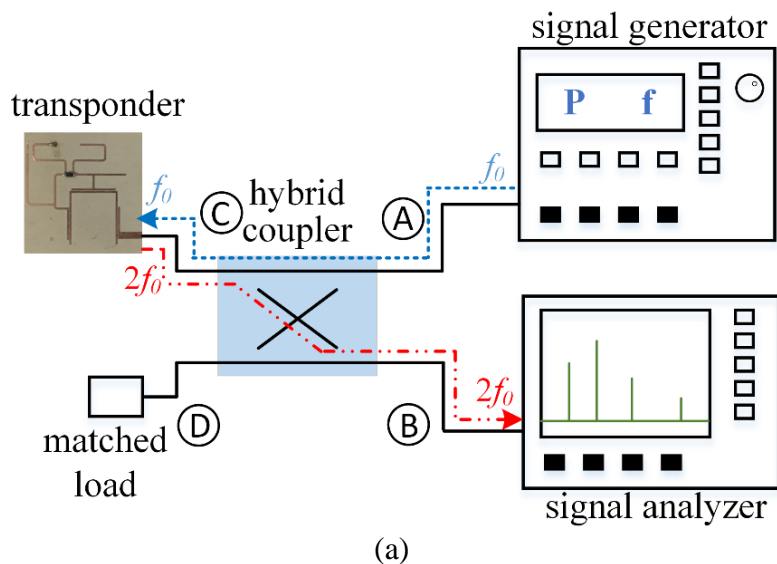 signal generator
transponder
P f
f₀
f₀
C
hybrid
coupler
A
2f₀
2f₀
matched
load
D
B
signal analyzer
(a)